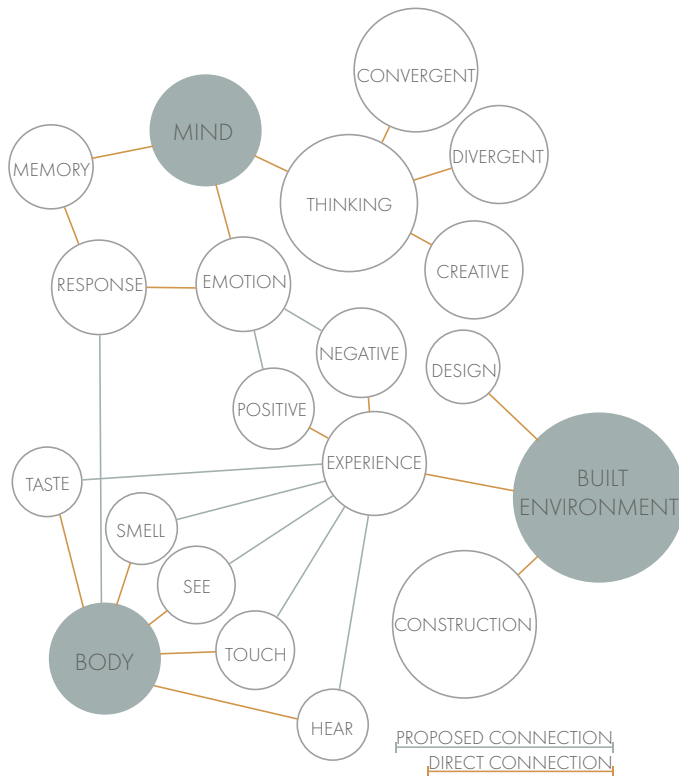 CONVERGENT
MIND
DIVERGENT
MEMORY
THINKING
CREATIVE
RESPONSE
EMOTION
NEGATIVE
DESIGN
POSITIVE
EXPERIENCE
BUILT
ENVIRONMENT
TASTE
SMELL
SEE
CONSTRUCTION
TOUCH
BODY
HEAR
PROPOSED CONNECTION
DIRECT CONNECTION